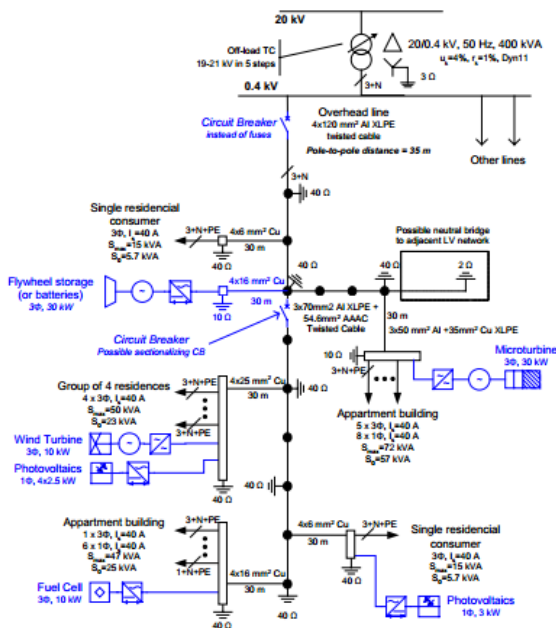 20 kV
Off-load TC
19-21 kV in 5 steps
20/0.4 kV, 50 Hz, 400 kVA
uk=4%, rk=1%, Dyn11
3+N
3 Ω
0.4 kV
Circuit Breaker
instead of fuses
Overhead line
4x120 mm² Al XLPE
twisted cable
Pole-to-pole distance = 35 m
Other lines
3+N
40 Ω
Single residencial
consumer
3Φ, Is=40 A
Smax=15 kVA
S0=5.7 kVA
3+N+PE
4x6 mm² Cu
30 m
40 Ω
Possible neutral bridge
to adjacent LV network
40 Ω
40 Ω
2 Ω
Flywheel storage
(or batteries)
3Φ, 30 kW
4x16 mm² Cu
30 m
10 Ω
3x70mm2 Al XLPE +
54.6mm² AAAC
Twisted Cable
30 m
3x50 mm² Al +35mm² Cu XLPE
Circuit Breaker
Possible sectionalizing CB
10 Ω
3+N+PE
Microturbine
3Φ, 30 kW
Appartment building
5 x 3Φ, Is=40 A
8 x 1Φ, Is=40 A
Smax=72 kVA
S0=57 kVA
Group of 4 residences
4 x 3Φ, Is=40 A
Smax=50 kVA
S0=23 kVA
3+N+PE
3+N+PE
4x25 mm² Cu
30 m
40 Ω
Wind Turbine
3Φ, 10 kW
Photovoltaics
1Φ, 4x2.5 kW
40 Ω
40 Ω
Appartment building
1 x 3Φ, Is=40 A
6 x 1Φ, Is=40 A
Smax=47 kVA
S0=25 kVA
3+N+PE
1+N+PE
4x16 mm² Cu
30 m
Fuel Cell
3Φ, 10 kW
40 Ω
40 Ω
4x6 mm² Cu
30 m
3+N+PE
40 Ω
Single residencial
consumer
3Φ, Is=40 A
Smax=15 kVA
S0=5.7 kVA
Photovoltaics
1Φ, 3 kW